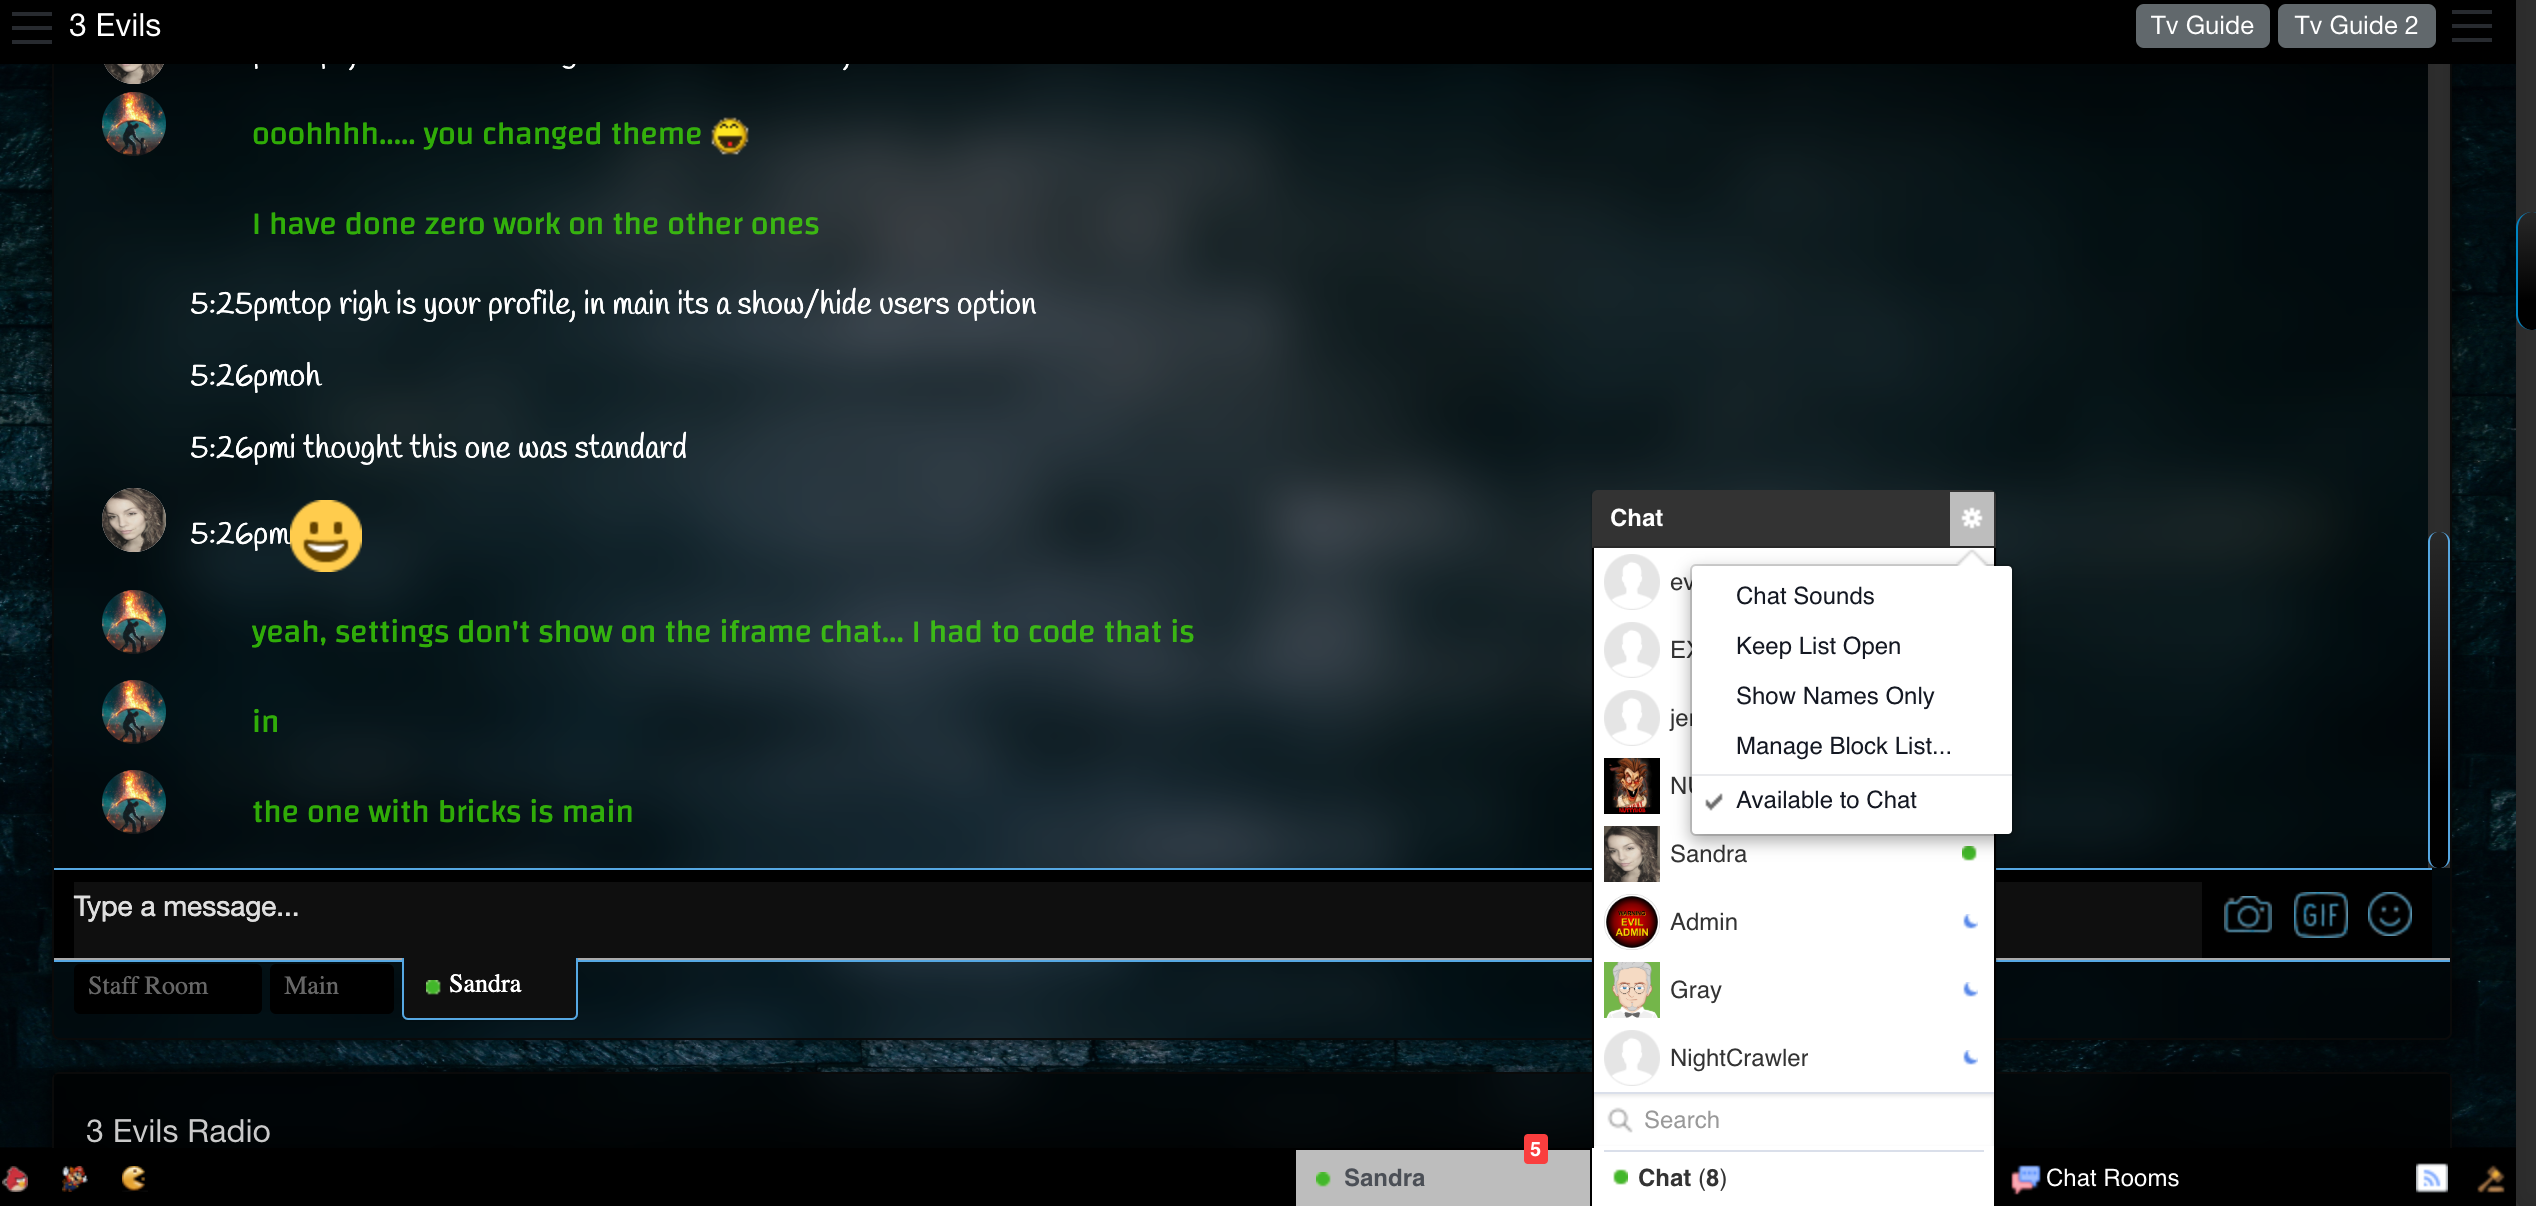 3 Evils
Tv Guide
Tv Guide 2
ooohhhh..... you changed theme
I have done zero work on the other ones
5:25pmtop righ is your profile, in main its a show/hide users option
5:26pmoh
5:26pmi thought this one was standard
5:26pm
yeah, settings don't show on the iframe chat... I had to code that is
in
the one with bricks is main
Type a message...
GIF
Staff Room
Main
Sandra
3 Evils Radio
Chat
ev
EX
jer
NU
Chat Sounds
Keep List Open
Show Names Only
Manage Block List...
Available to Chat
Sandra
EVIL
ADMIN
Admin
Gray
NightCrawler
Search
Sandra
5
Chat (8)
Chat Rooms